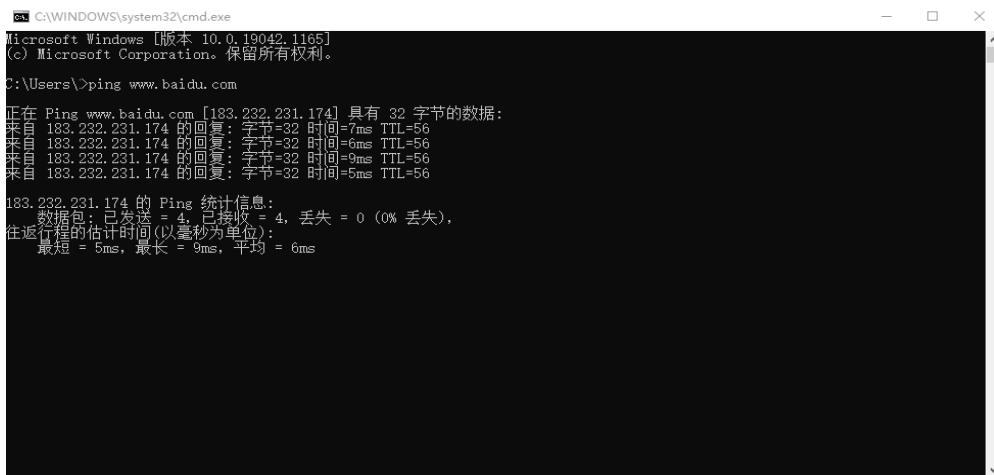 C:\WINDOWS\system32\cmd.exe
Microsoft Windows [版本 10.0.19042.1165]
(c) Microsoft Corporation。保留所有权利。
C:\Users\>ping www.baidu.com
正在 Ping www.baidu.com [183.232.231.174] 具有 32 字节的数据:
来自 183.232.231.174 的回复: 字节=32 时间=7ms TTL=56
来自 183.232.231.174 的回复: 字节=32 时间=6ms TTL=56
来自 183.232.231.174 的回复: 字节=32 时间=9ms TTL=56
来自 183.232.231.174 的回复: 字节=32 时间=5ms TTL=56
183.232.231.174 的 Ping 统计信息:
数据包: 已发送 = 4, 已接收 = 4, 丢失 = 0 (0% 丢失),
往返行程的估计时间(以毫秒为单位):
最短 = 5ms, 最长 = 9ms, 平均 = 6ms